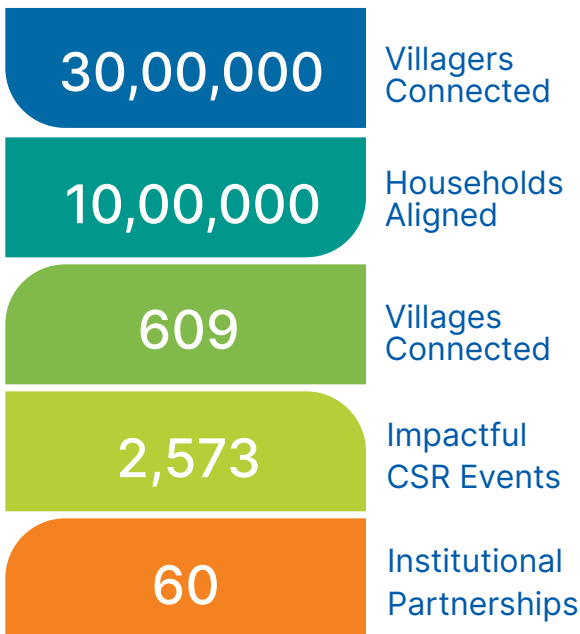 30,00,000
Villagers
Connected
10,00,000
Households
Aligned
609
Villages
Connected
2,573
Impactful
CSR Events
60
Institutional
Partnerships